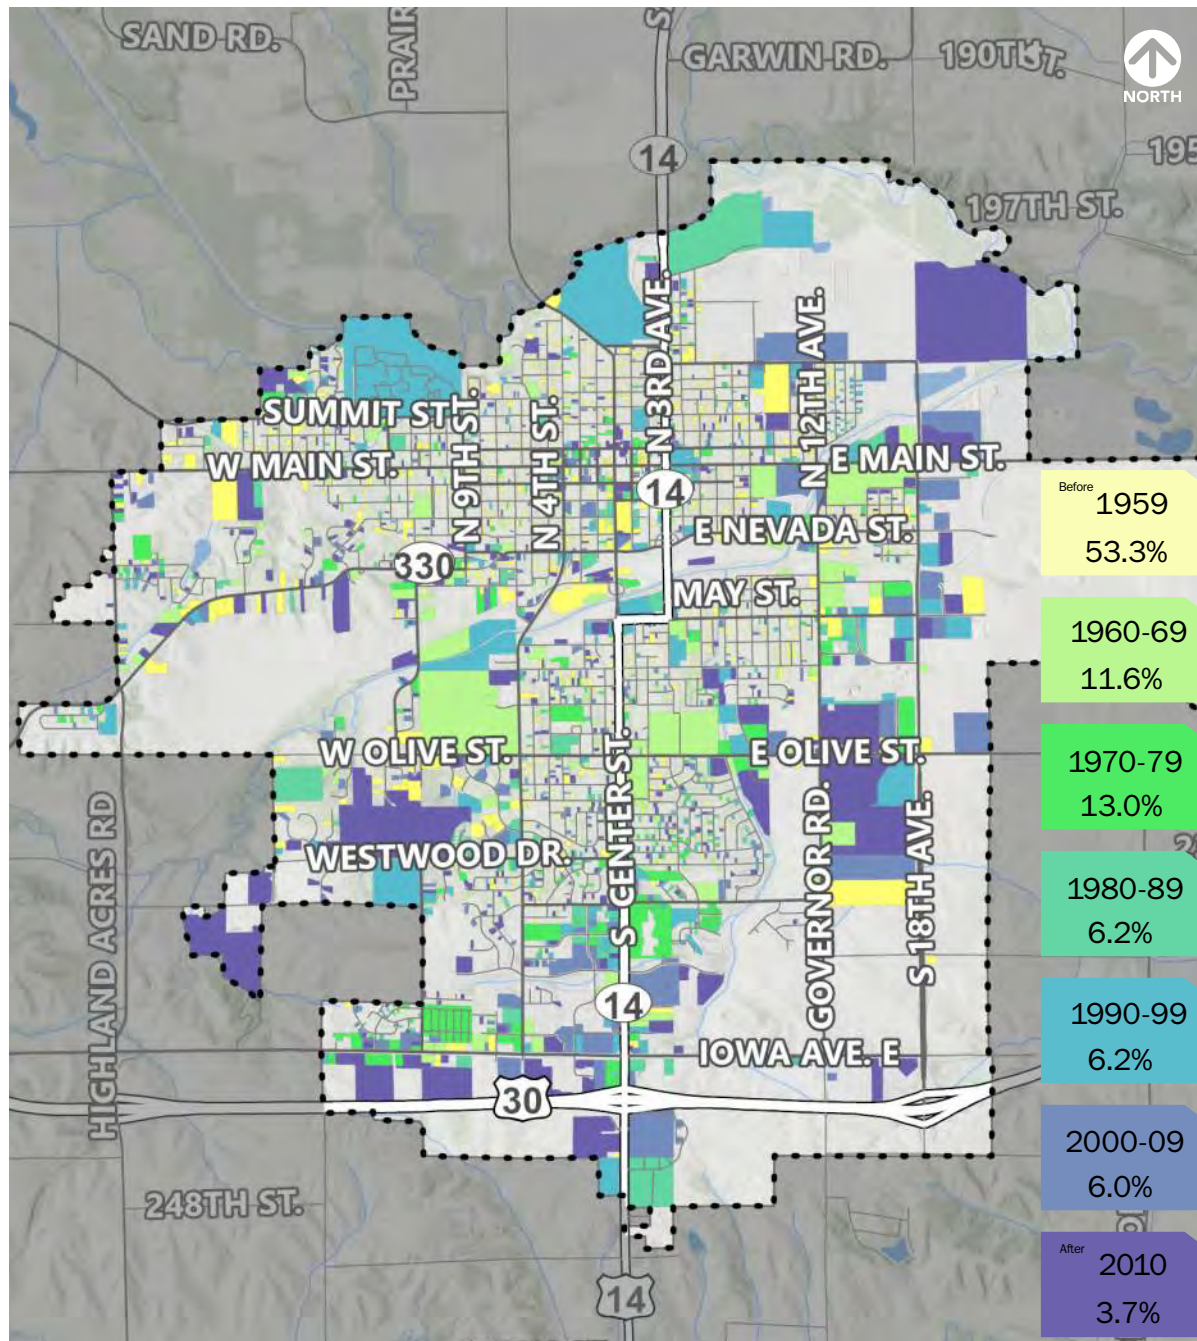 SAND RD.
PRAIR
S
GARWIN RD.
190TH ST.
NORTH
14
195
197TH ST.
N 3RD AVE.
N 12TH AVE.
SUMMIT ST.
N 9TH ST.
N 4TH ST.
W MAIN ST.
E MAIN ST.
14
E NEVADA ST.
330
MAY ST.
W OLIVE ST.
E OLIVE ST.
S CENTER ST.
HIGHLAND ACRES RD
GOVERNOR RD.
S 18TH AVE.
WESTWOOD DR.
14
IOWA AVE. E
30
248TH ST.
14
Before 1959
53.3%
1960-69
11.6%
1970-79
13.0%
1980-89
6.2%
1990-99
6.2%
2000-09
6.0%
After 2010
3.7%